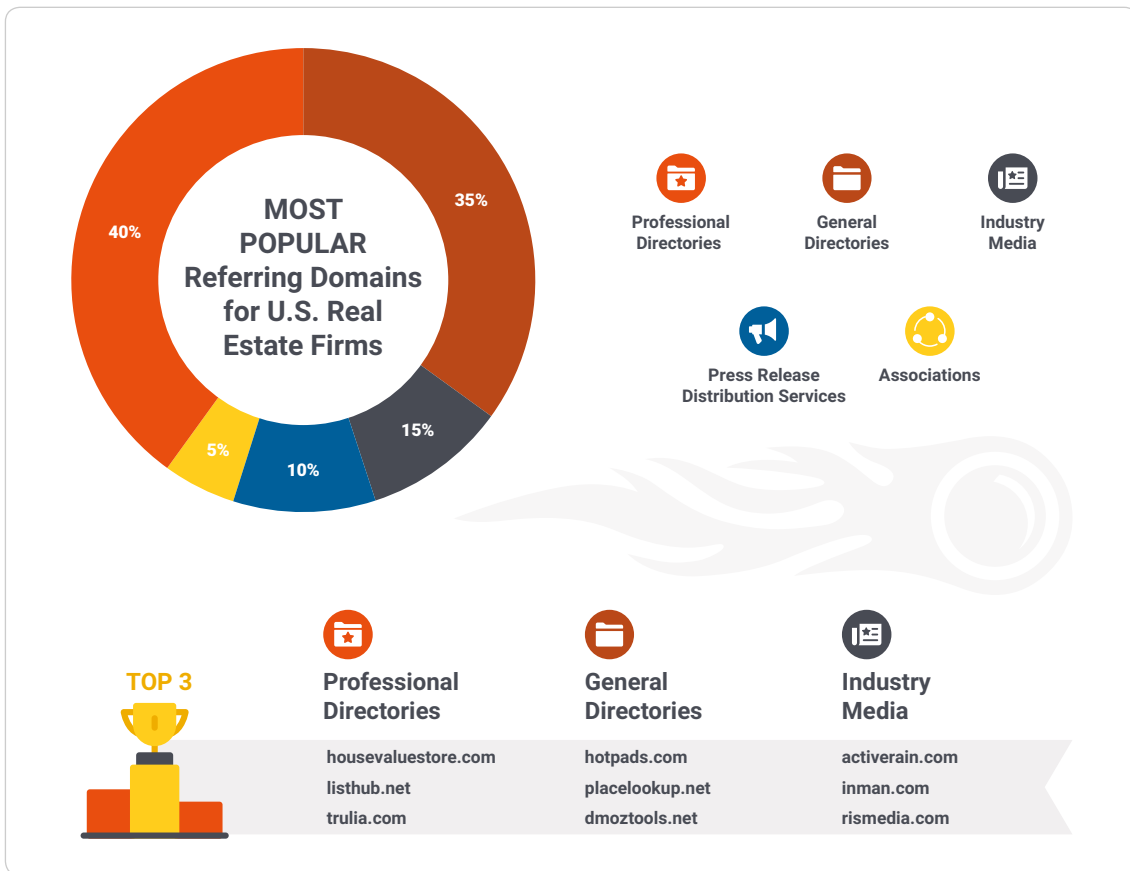 MOST
POPULAR
Referring Domains
for U.S. Real
Estate Firms
40%
35%
15%
10%
5%
Professional
Directories
General
Directories
Industry
Media
Press Release
Distribution Services
Associations
TOP 3
Professional
Directories
housevaluestore.com
listhub.net
trulia.com
General
Directories
hotpads.com
placelookup.net
dmoztools.net
Industry
Media
activerain.com
inman.com
rismedia.com